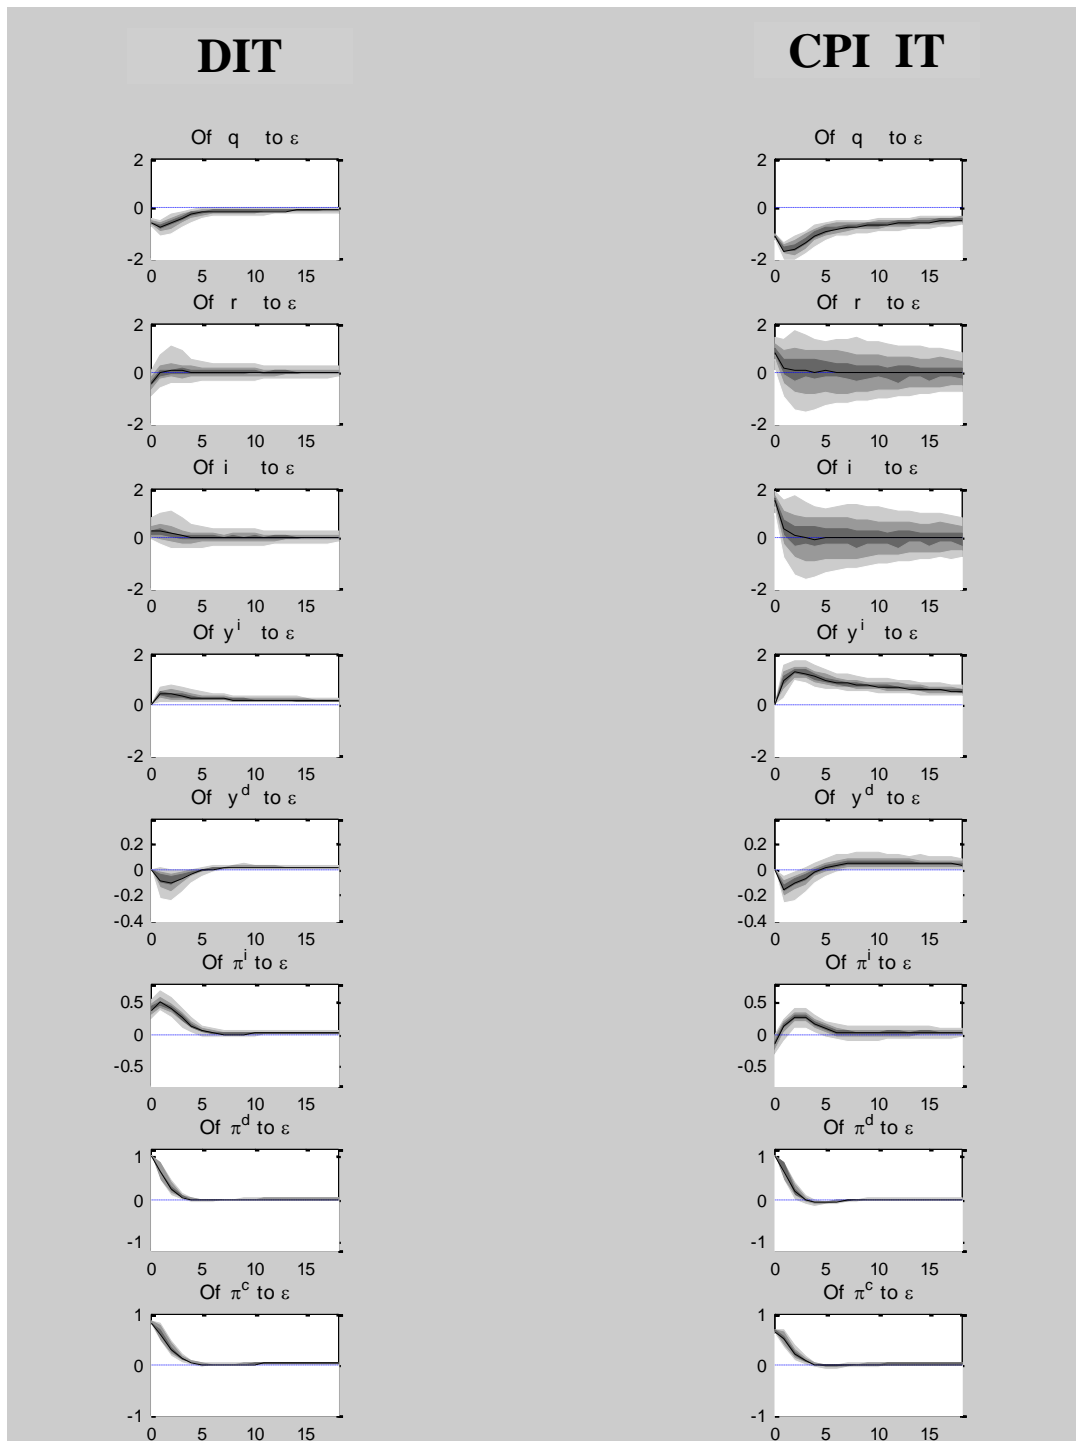 DIT
CPI IT
Of q to ε
Of q to ε
2
0
-2
0 5 10 15
2
0
-2
0 5 10 15
Of r to ε
Of r to ε
2
0
-2
0 5 10 15
2
0
-2
0 5 10 15
Of i to ε
Of i to ε
2
0
-2
0 5 10 15
2
0
-2
0 5 10 15
Of y^i to ε
Of y^i to ε
2
0
-2
0 5 10 15
2
0
-2
0 5 10 15
Of y^d to ε
Of y^d to ε
0.2
0
-0.2
-0.4
0 5 10 15
0.2
0
-0.2
-0.4
0 5 10 15
Of π^i to ε
Of π^i to ε
0.5
0
-0.5
0 5 10 15
0.5
0
-0.5
0 5 10 15
Of π^d to ε
Of π^d to ε
1
0
-1
0 5 10 15
1
0
-1
0 5 10 15
Of π^c to ε
Of π^c to ε
1
0
-1
0 5 10 15
1
0
-1
0 5 10 15